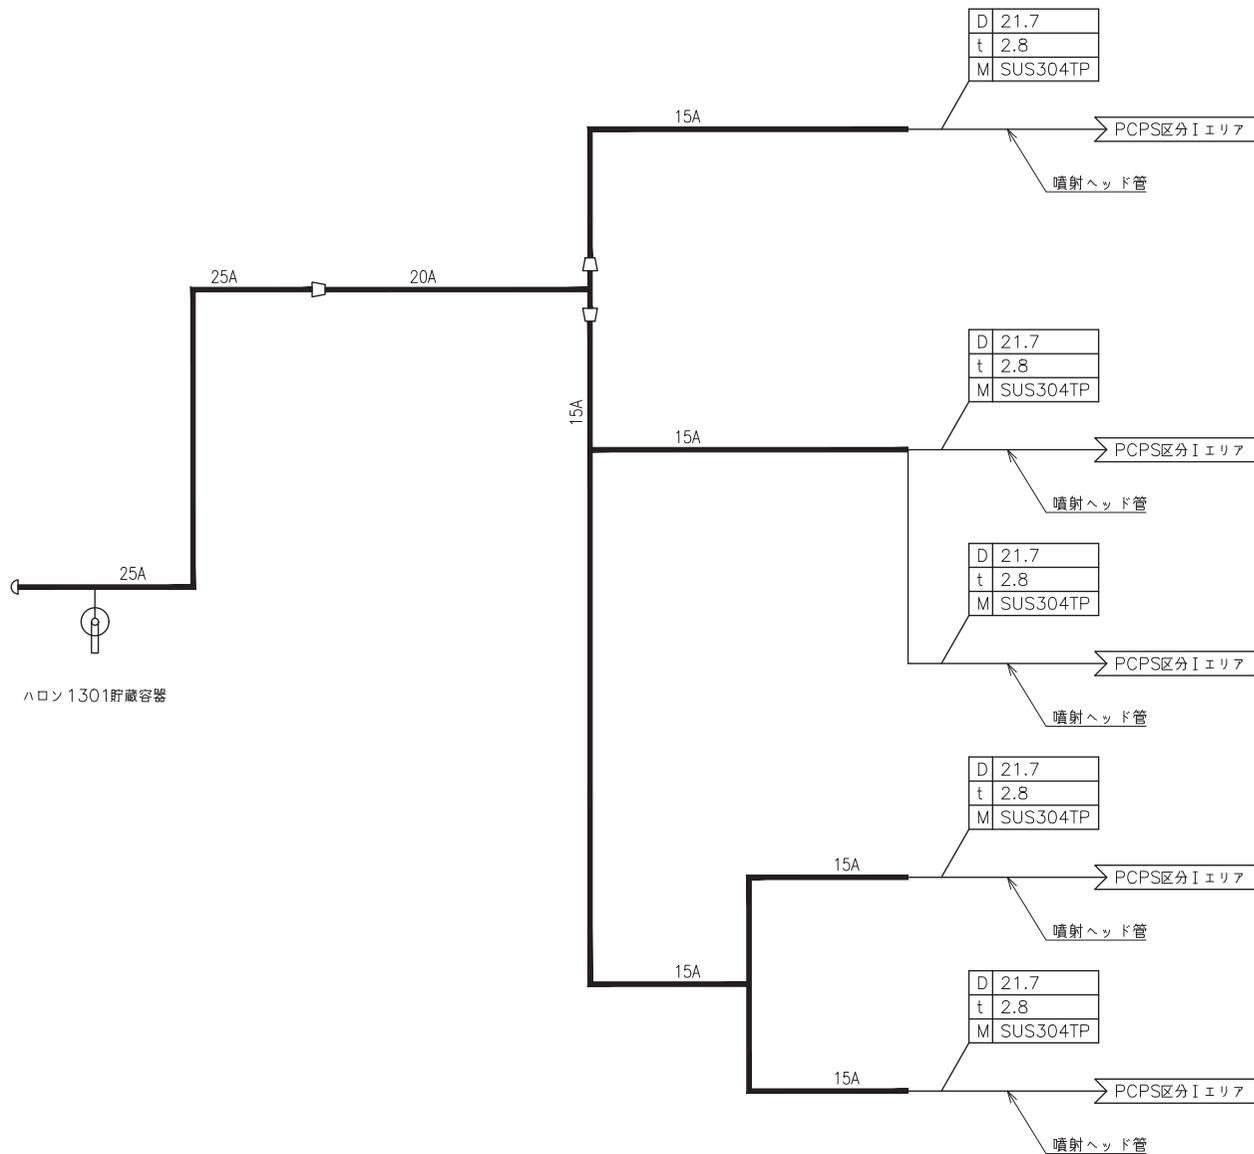 D 21.7
t 2.8
M SUS304TP
15A
PCPS区分Ⅰエリア
噴射ヘッド管
25A
20A
D 21.7
t 2.8
M SUS304TP
15A
15A
PCPS区分Ⅰエリア
噴射ヘッド管
D 21.7
t 2.8
M SUS304TP
25A
PCPS区分Ⅰエリア
ハロン1301貯蔵容器
噴射ヘッド管
D 21.7
t 2.8
M SUS304TP
15A
PCPS区分Ⅰエリア
噴射ヘッド管
15A
D 21.7
t 2.8
M SUS304TP
15A
PCPS区分Ⅰエリア
噴射ヘッド管